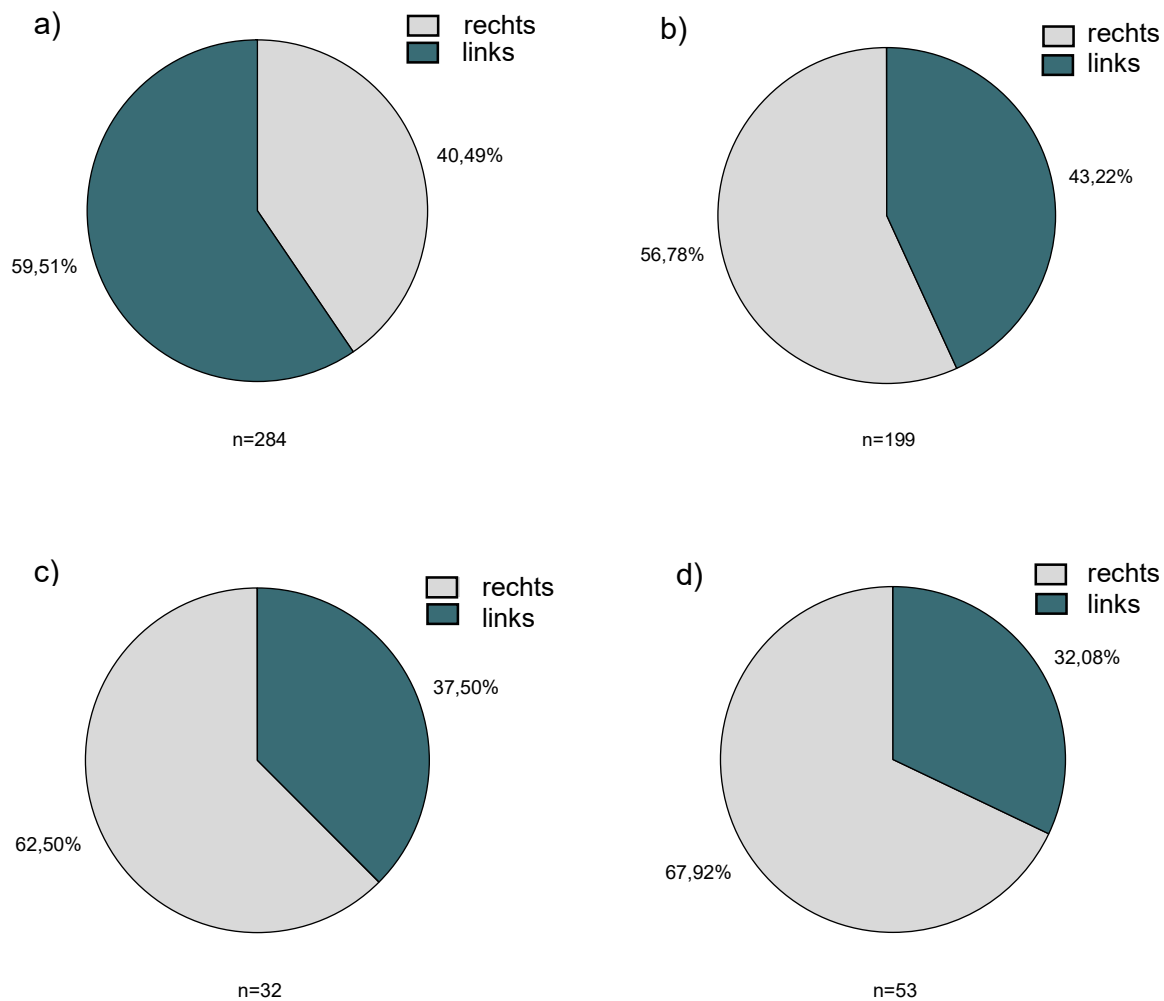 a)
rechts
links
40,49%
59,51%
n=284
b)
rechts
links
43,22%
56,78%
n=199
c)
rechts
links
37,50%
62,50%
n=32
d)
rechts
links
32,08%
67,92%
n=53